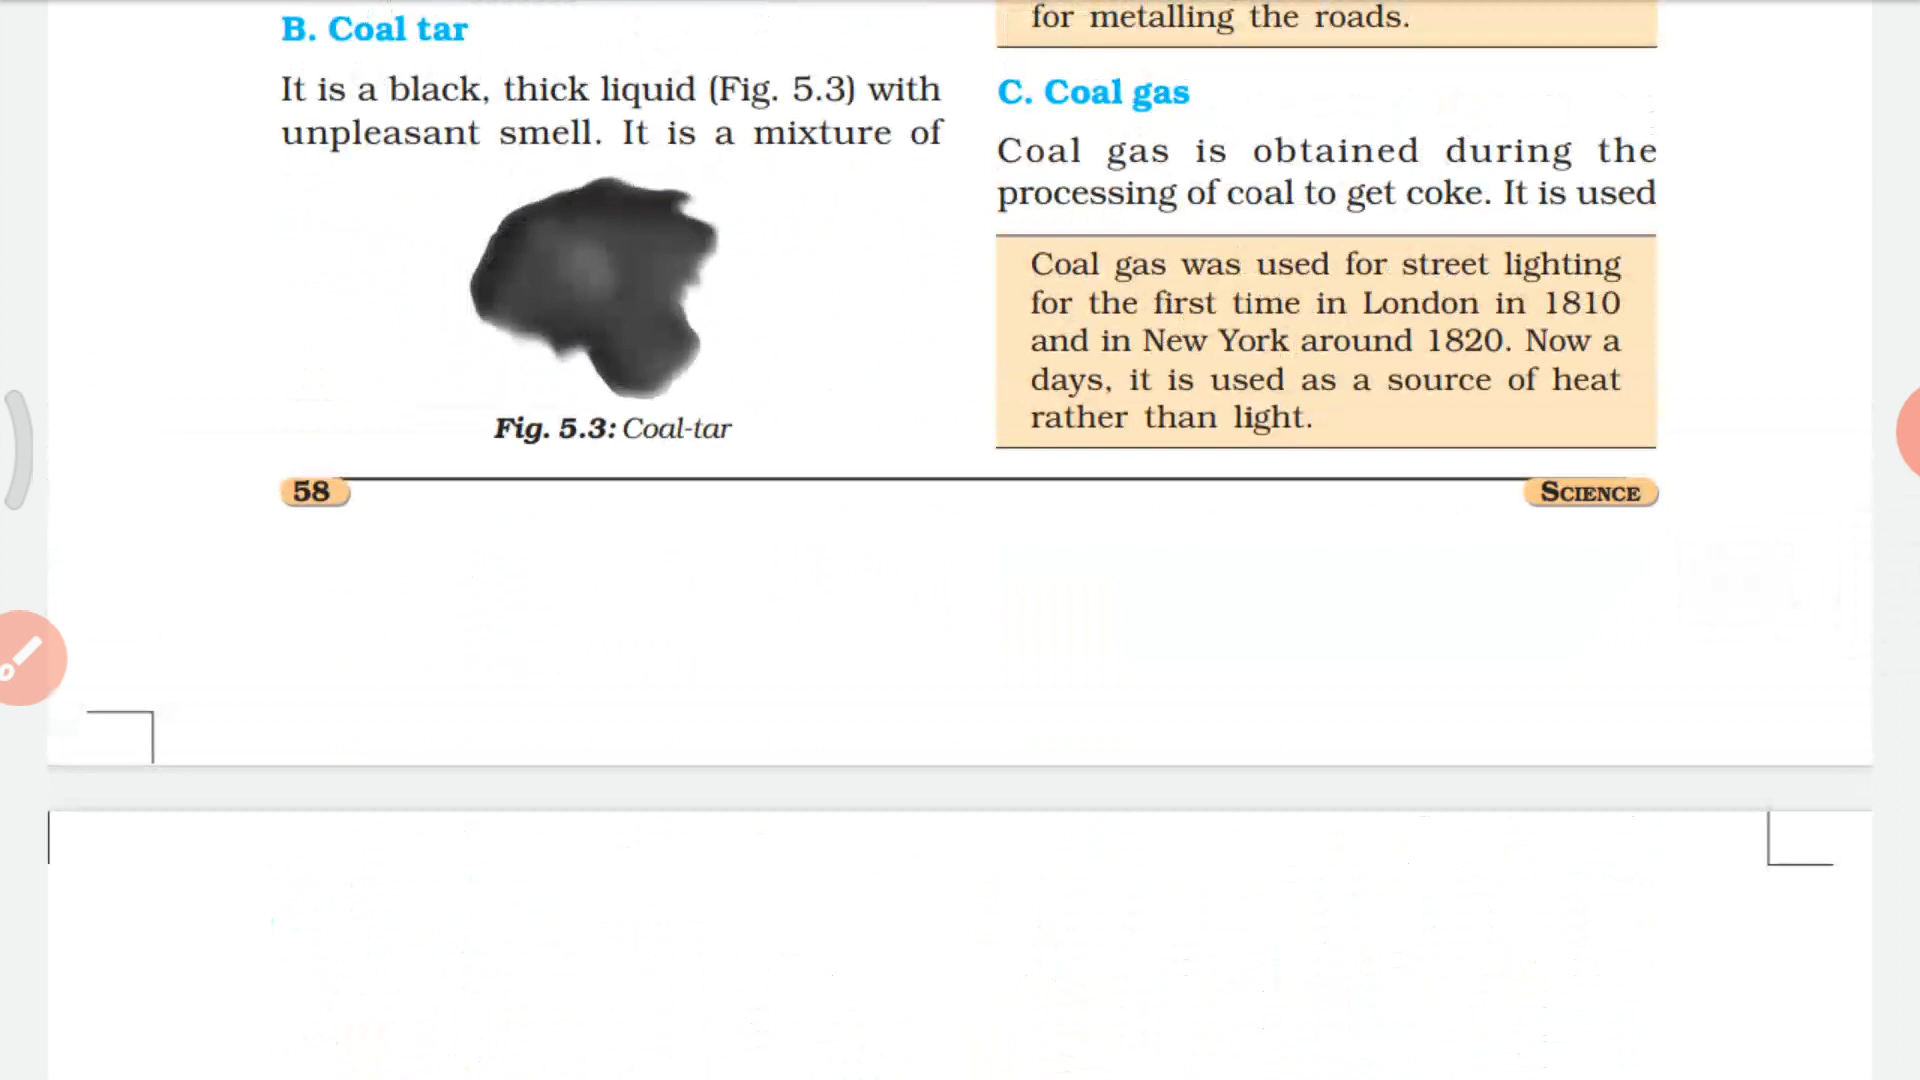 B. Coal tar
It is a black, thick liquid (Fig. 5.3) with
unpleasant smell. It is a mixture of
Fig. 5.3: Coal-tar
for metalling the roads.
C. Coal gas
Coal gas is obtained during the
processing of coal to get coke. It is used
Coal gas was used for street lighting
for the first time in London in 1810
and in New York around 1820. Now a
days, it is used as a source of heat
rather than light.
58
SCIENCE